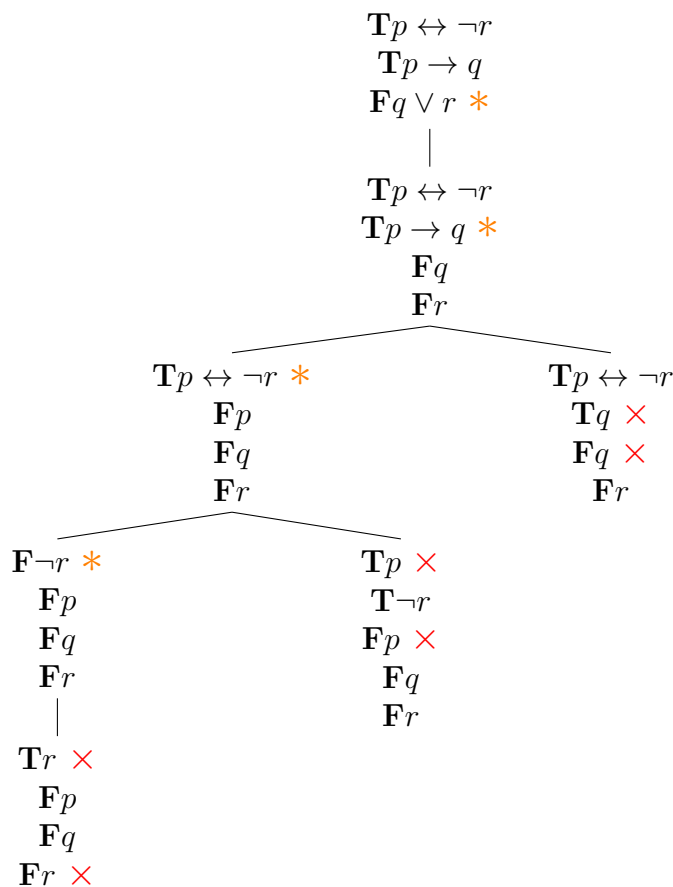 Tp ↔ ¬r
Tp → q
Fq ∨ r *
Tp ↔ ¬r
Tp → q *
Fq
Fr
Tp ↔ ¬r *
Fp
Fq
Fr
Tp ↔ ¬r
Tq ×
Fq ×
Fr
F¬r *
Fp
Fq
Fr
Tp ×
T¬r
Fp ×
Fq
Fr
Tr ×
Fp
Fq
Fr ×